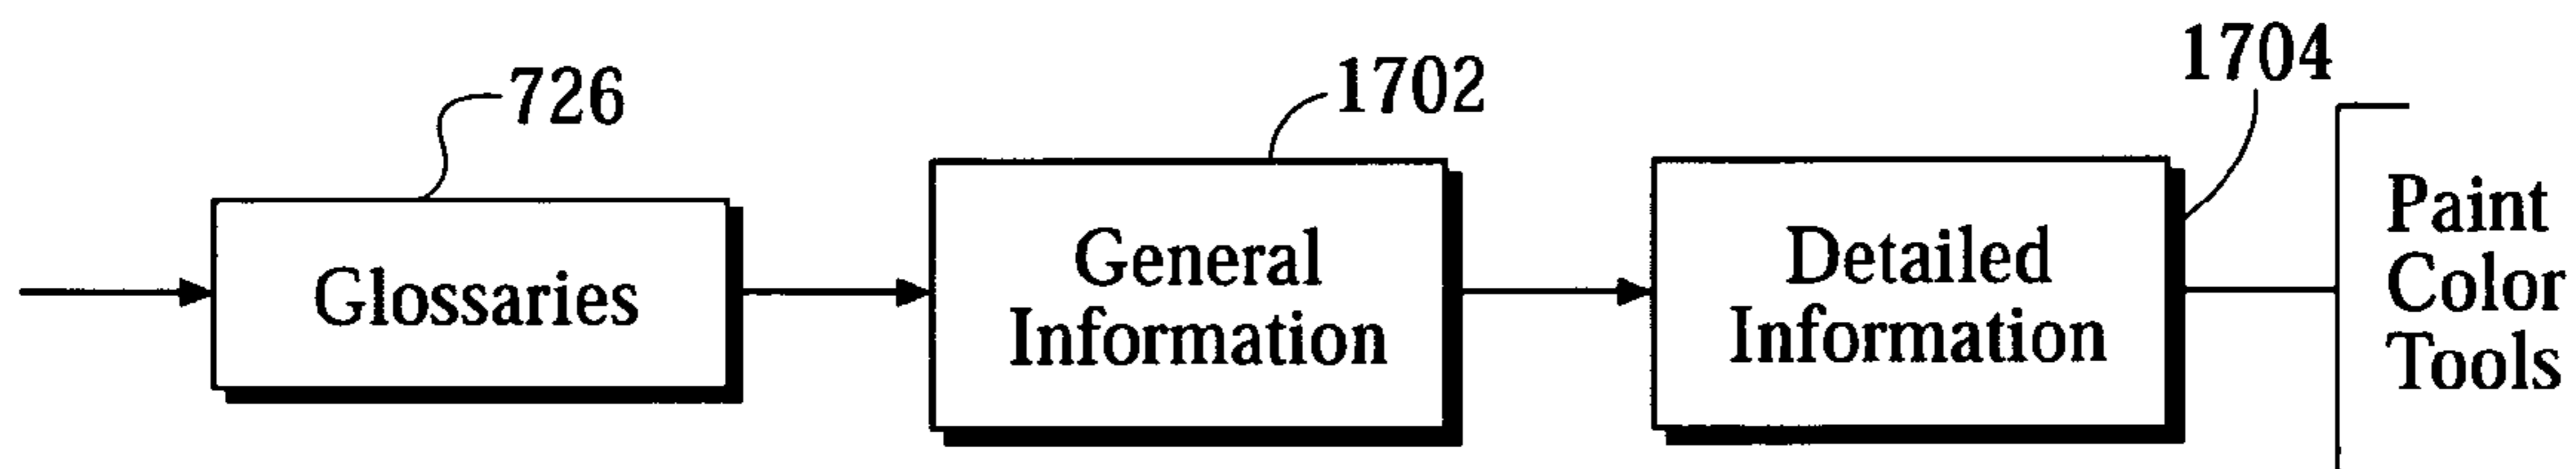 726
1702
1704
Glossaries
General
Information
Detailed
Information
Paint
Color
Tools